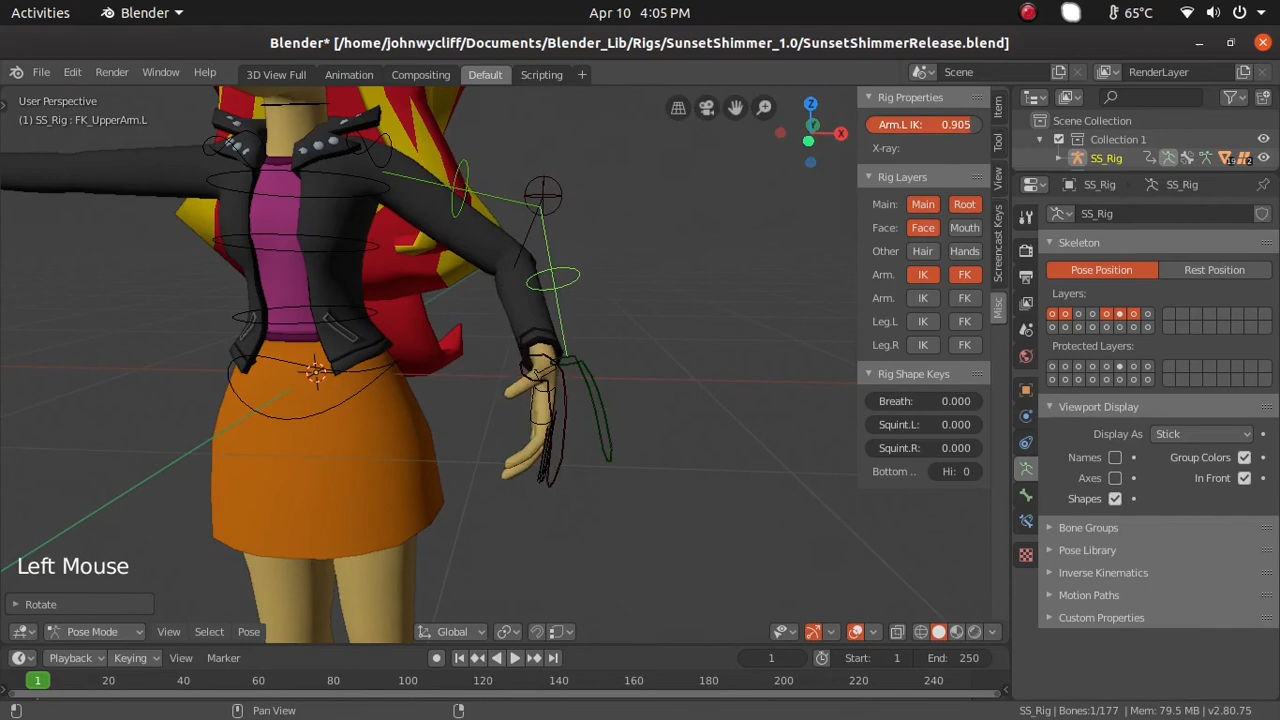 Activities Blender Apr 10 4:05 PM 65°C
Blender* [/home/johnwycliff/Documents/Blender_Lib/Rigs/SunsetShimmer_1.0/SunsetShimmerRelease.blend]
File Edit Render Window Help 3D View Full Animation Compositing Default Scripting + Scene RenderLayer
User Perspective
(1) SS_Rig : FK_UpperArm.L
Z
Y
X
Rig Properties
Arm.L IK: 0.905
X-ray:
Rig Layers
Main: Main Root
Face: Face Mouth
Other Hair Hands
Arm. IK FK
Arm. IK FK
Leg.L IK FK
Leg.R IK FK
Rig Shape Keys
Breath: 0.000
Squint.L: 0.000
Squint.R: 0.000
Bottom .. Hi: 0
Item
Tool
View
Screencast Keys
Misc
Scene Collection
Collection 1
SS_Rig 19 2
SS_Rig SS_Rig
SS_Rig
Skeleton
Pose Position Rest Position
Layers:
Protected Layers:
Viewport Display
Display As Stick
Names Group Colors
Axes In Front
Shapes
Bone Groups
Pose Library
Inverse Kinematics
Motion Paths
Custom Properties
Left Mouse
Rotate
Pose Mode View Select Pose Global
Playback Keying View Marker 1 Start: 1 End: 250
1 20 40 60 80 100 120 140 160 180 200 220 240
Pan View SS_Rig | Bones:1/177 | Mem: 79.5 MB | v2.80.75